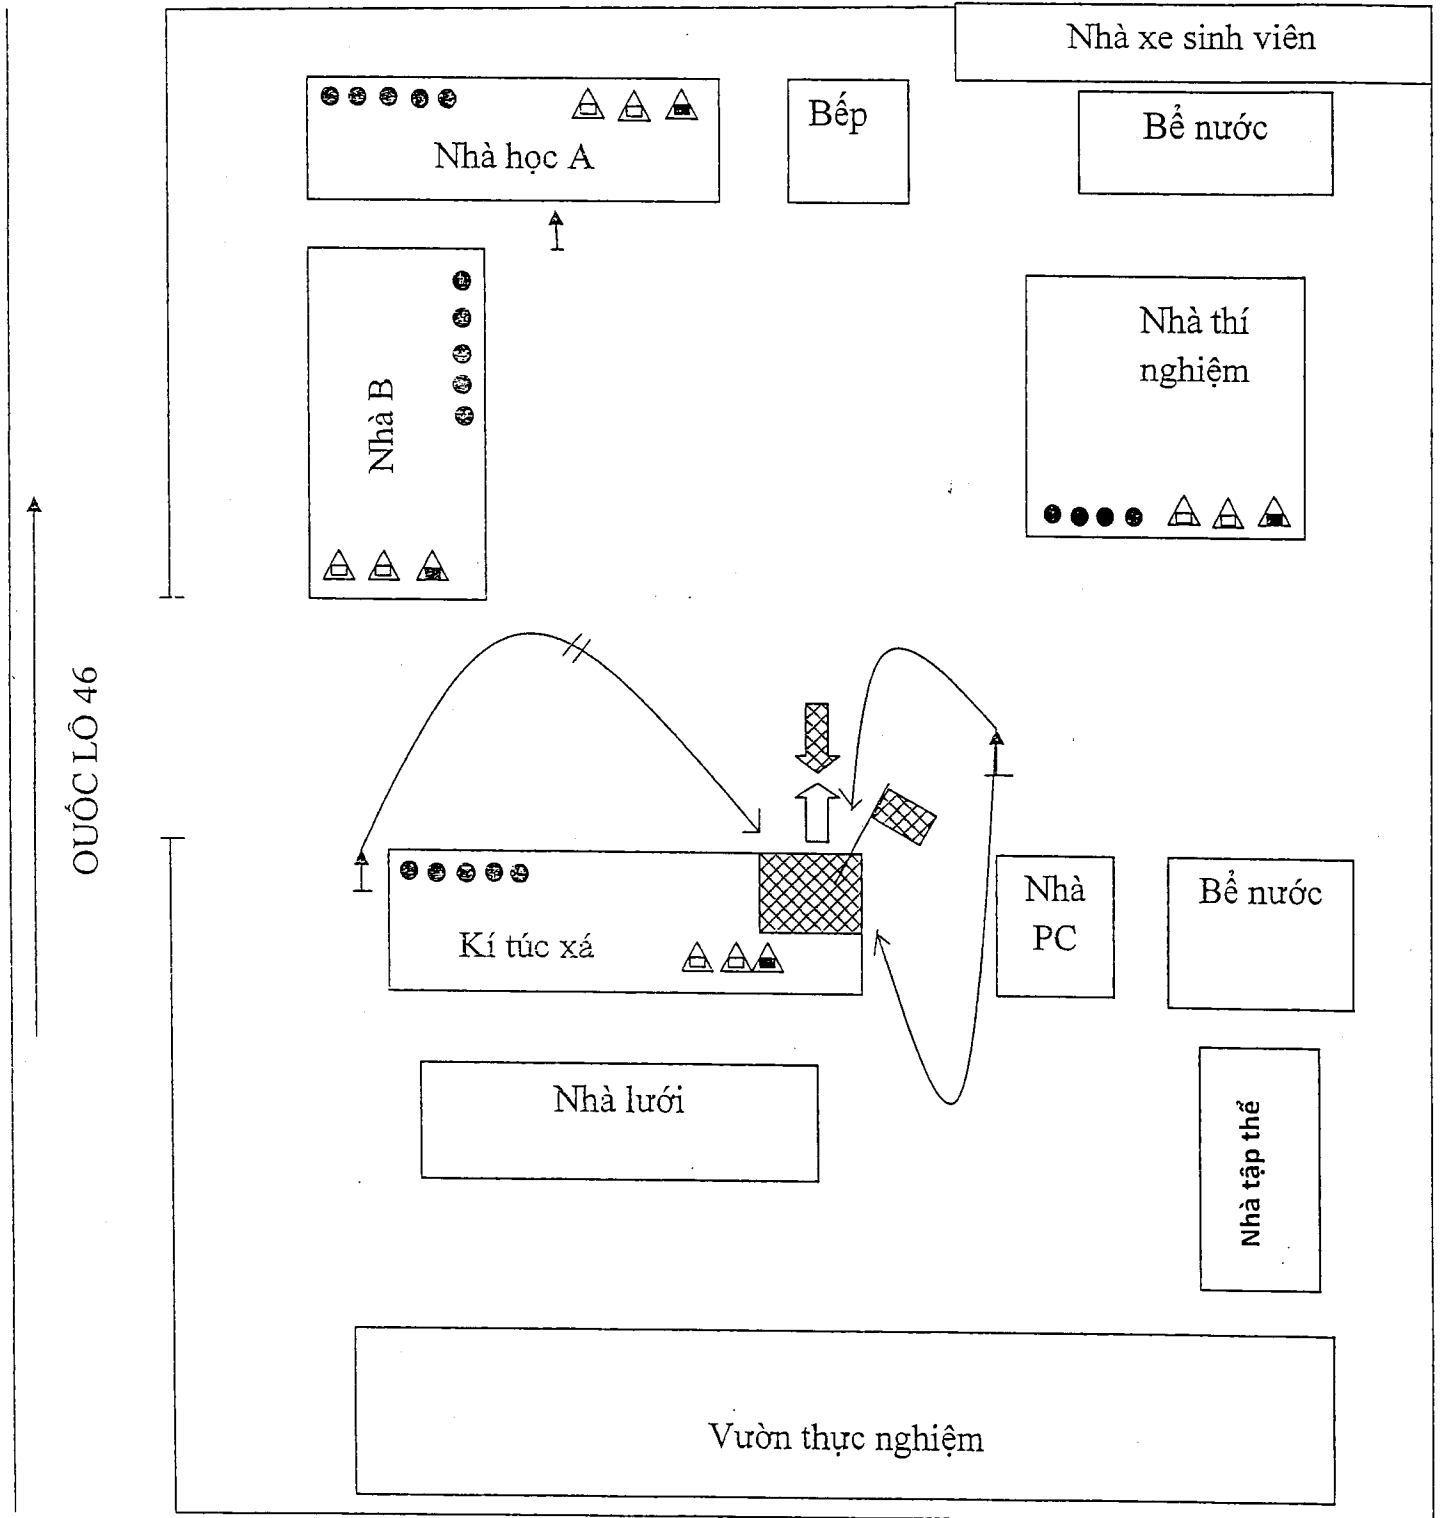 Nhà xe sinh viên
Nhà học A
Bếp
Bể nước
Nhà B
Nhà thí
nghiệm
QUỐC LÔ 46
Kí túc xá
Nhà
PC
Bể nước
Nhà lưới
Nhà tập thể
Vườn thực nghiệm